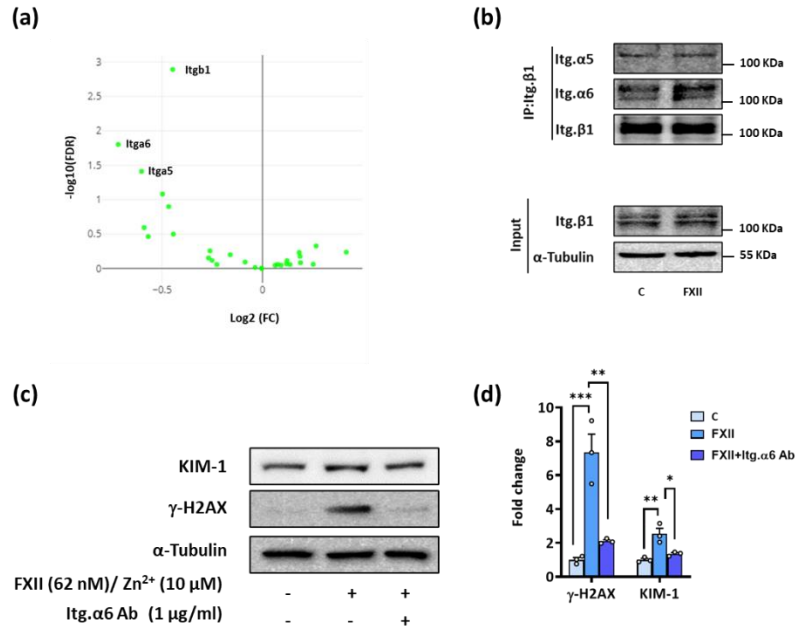 (a)
Itgb1
Itga6
Itga5
3
2.5
2
1.5
1
0.5
0
-log10(FDR)
−0.5
0
Log2 (FC)
(b)
IP:Itg.β1
Itg.α5
100 KDa
Itg.α6
100 KDa
Itg.β1
100 KDa
Input
Itg.β1
100 KDa
α-Tubulin
55 KDa
C FXII
(c)
KIM-1
γ-H2AX
α-Tubulin
FXII (62 nM)/ Zn²⁺ (10 µM) - + +
Itg.α6 Ab (1 µg/ml) - - +
(d)
Fold change
10
8
6
4
2
0
*** ** ** *
γ-H2AX KIM-1
C
FXII
FXII+Itg.α6 Ab